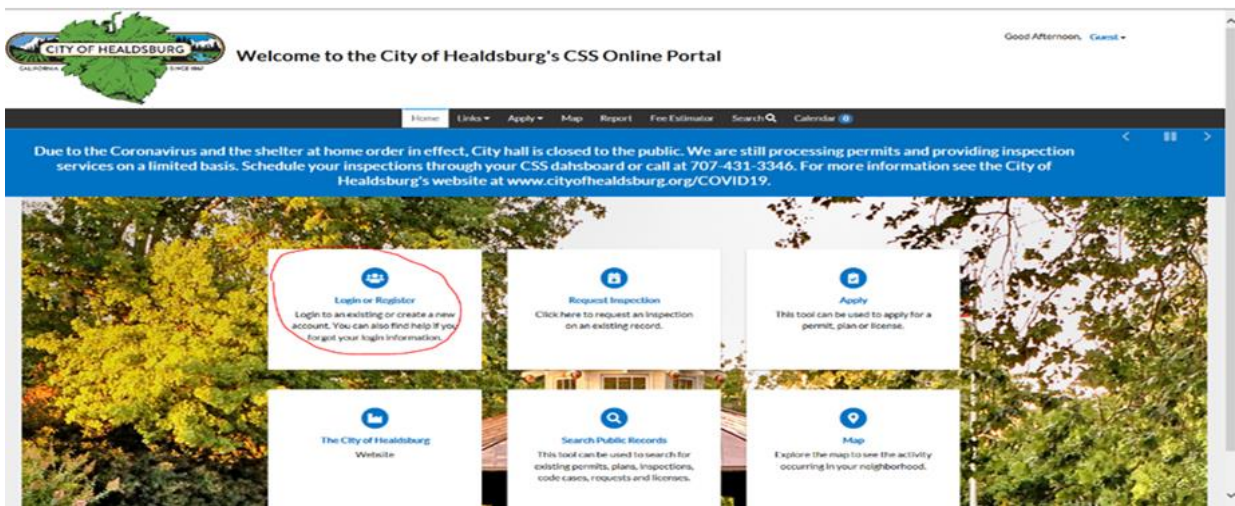 CITY OF HEALDSBURG
CALIFORNIA
SINCE 1867
Welcome to the City of Healdsburg's CSS Online Portal
Good Afternoon, Guest
Home Links Apply Map Report Fee Estimator Search Calendar 0
Due to the Coronavirus and the shelter at home order in effect, City hall is closed to the public. We are still processing permits and providing inspection
services on a limited basis. Schedule your inspections through your CSS dahsboard or call at 707-431-3346. For more information see the City of
Healdsburg's website at www.cityofhealdsburg.org/COVID19.
Login or Register
Login to an existing or create a new
account. You can also find help if you
forgot your login information.
Request Inspection
Click here to request an inspection
on an existing record.
Apply
This tool can be used to apply for a
permit, plan or license.
The City of Healdsburg
Website
Search Public Records
This tool can be used to search for
existing permits, plans, inspections,
code cases, requests and licenses.
Map
Explore the map to see the activity
occurring in your neighborhood.